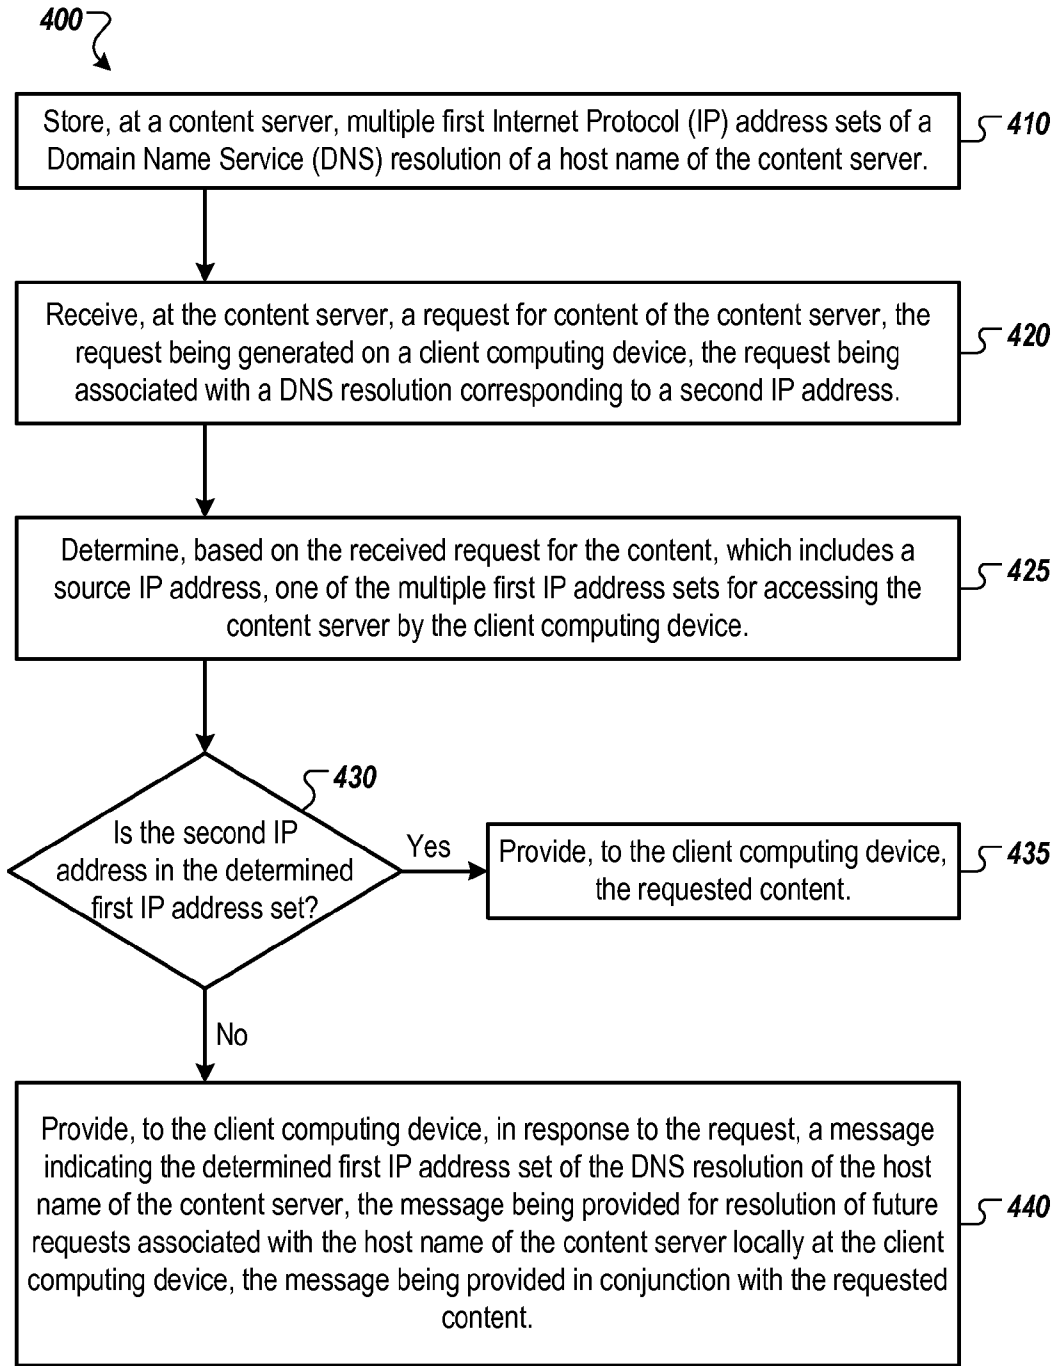 400
Store, at a content server, multiple first Internet Protocol (IP) address sets of a
Domain Name Service (DNS) resolution of a host name of the content server.
410
Receive, at the content server, a request for content of the content server, the
request being generated on a client computing device, the request being
associated with a DNS resolution corresponding to a second IP address.
420
Determine, based on the received request for the content, which includes a
source IP address, one of the multiple first IP address sets for accessing the
content server by the client computing device.
425
430
Is the second IP
address in the determined
first IP address set?
Yes
Provide, to the client computing device,
the requested content.
435
No
Provide, to the client computing device, in response to the request, a message
indicating the determined first IP address set of the DNS resolution of the host
name of the content server, the message being provided for resolution of future
requests associated with the host name of the content server locally at the client
computing device, the message being provided in conjunction with the requested
content.
440